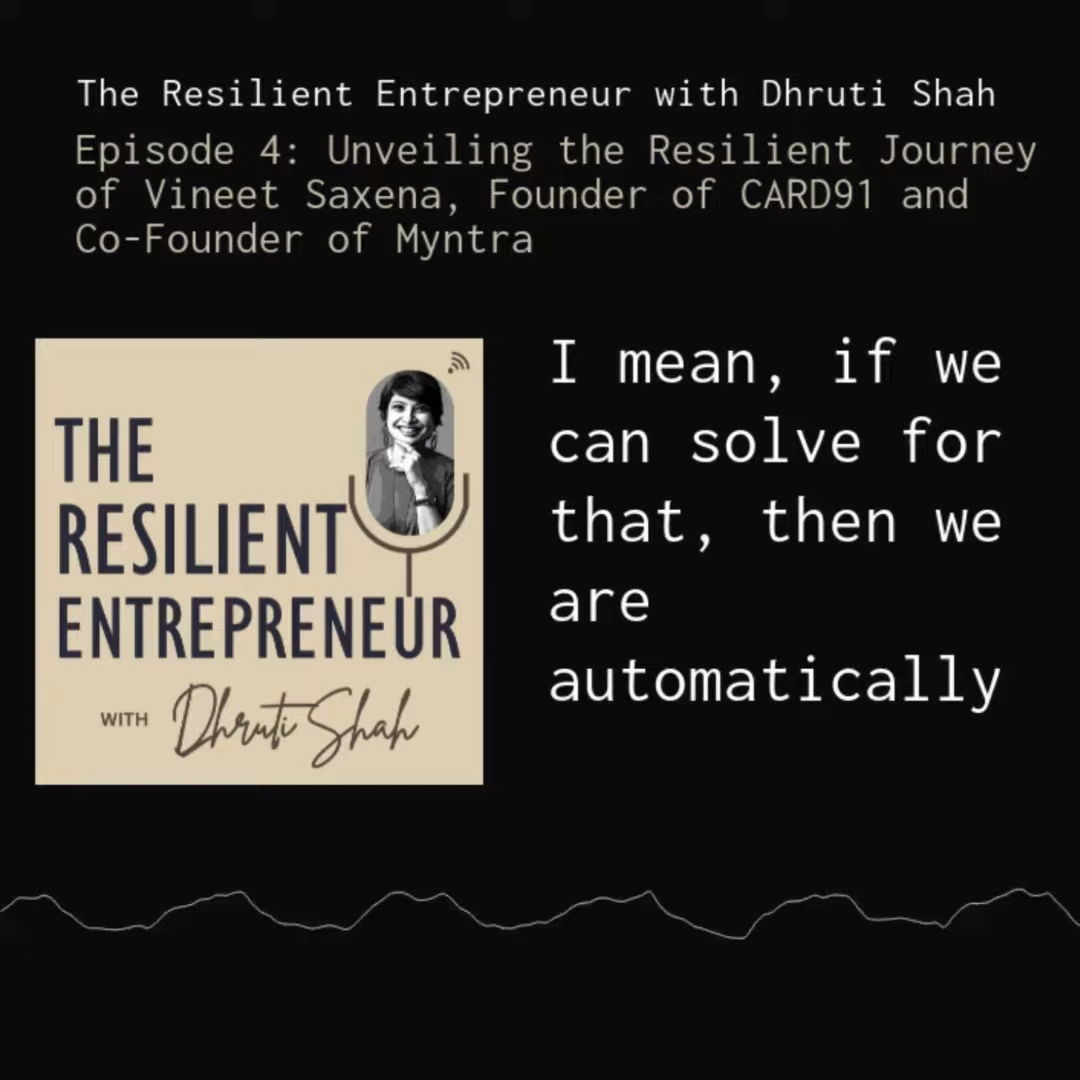 The Resilient Entrepreneur with Dhruti Shah
Episode 4: Unveiling the Resilient Journey
of Vineet Saxena, Founder of CARD91 and
Co-Founder of Myntra
THE
RESILIENT
ENTREPRENEUR
WITH Dhruti Shah
I mean, if we
can solve for
that, then we
are
automatically